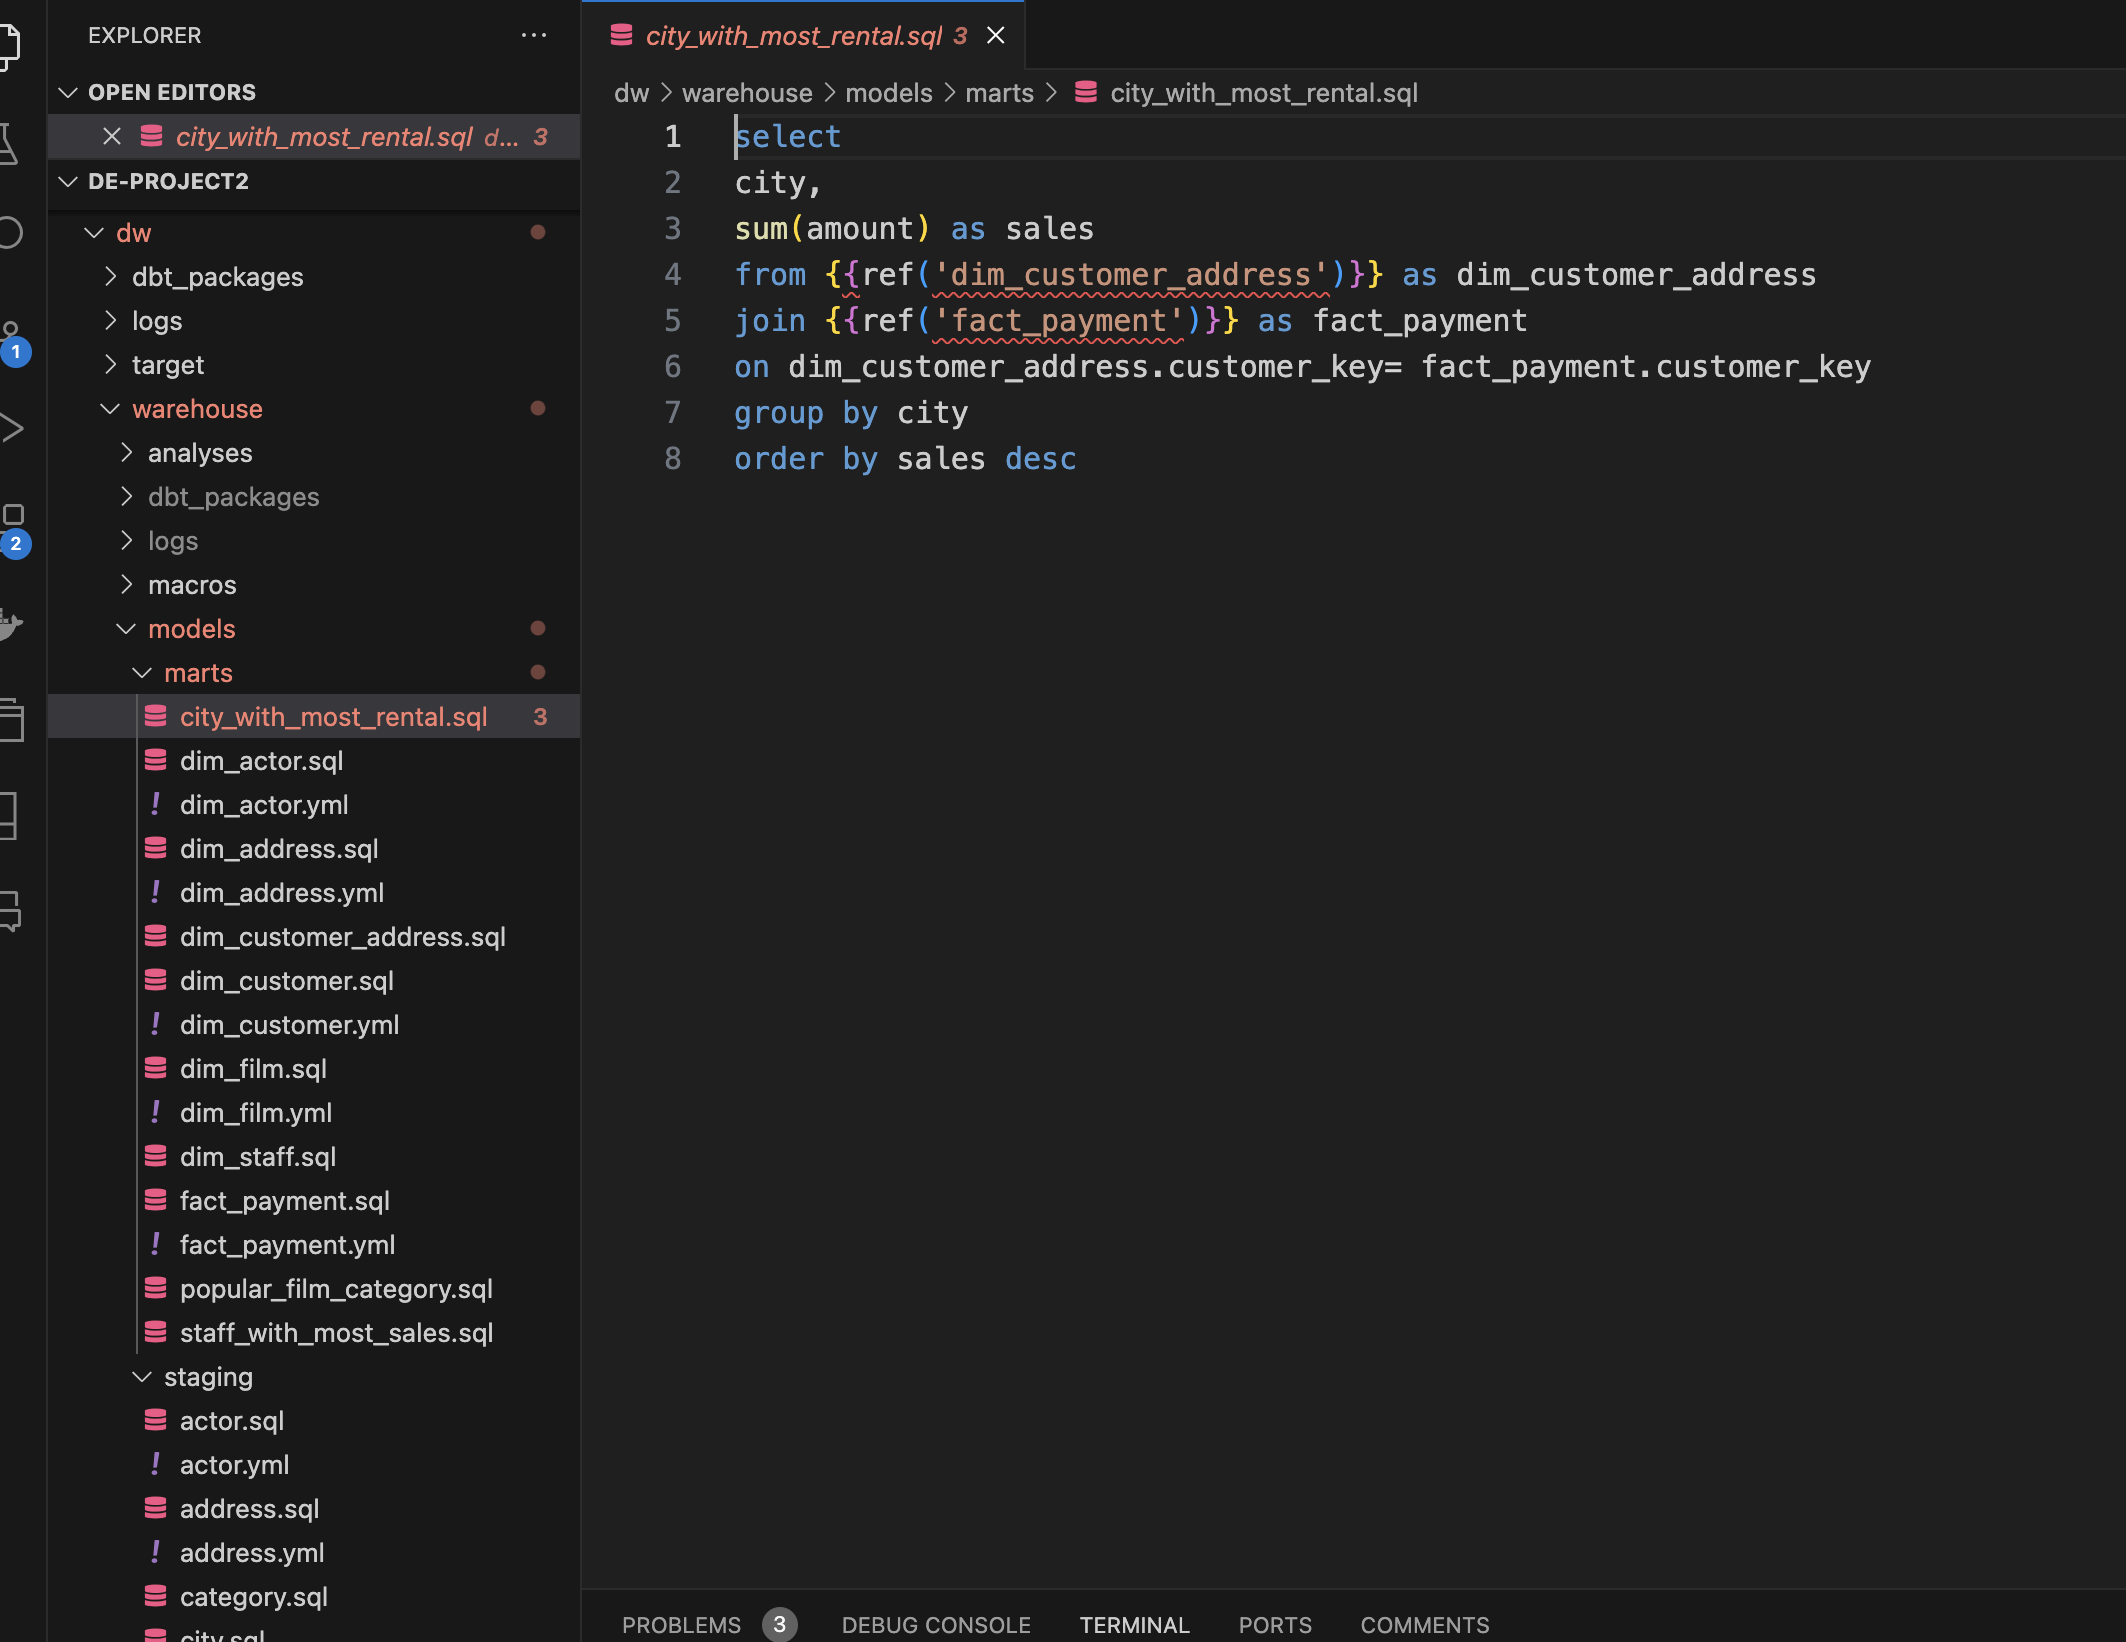 EXPLORER
OPEN EDITORS
city_with_most_rental.sql d... 3
DE-PROJECT2
dw
dbt_packages
logs
target
warehouse
analyses
dbt_packages
logs
macros
models
marts
city_with_most_rental.sql 3
dim_actor.sql
dim_actor.yml
dim_address.sql
dim_address.yml
dim_customer_address.sql
dim_customer.sql
dim_customer.yml
dim_film.sql
dim_film.yml
dim_staff.sql
fact_payment.sql
fact_payment.yml
popular_film_category.sql
staff_with_most_sales.sql
staging
actor.sql
actor.yml
address.sql
address.yml
category.sql
city.sql
1
2
city_with_most_rental.sql 3
dw > warehouse > models > marts > city_with_most_rental.sql
1 select
2 city,
3 sum(amount) as sales
4 from {{ref('dim_customer_address')}} as dim_customer_address
5 join {{ref('fact_payment')}} as fact_payment
6 on dim_customer_address.customer_key= fact_payment.customer_key
7 group by city
8 order by sales desc
PROBLEMS 3 DEBUG CONSOLE TERMINAL PORTS COMMENTS